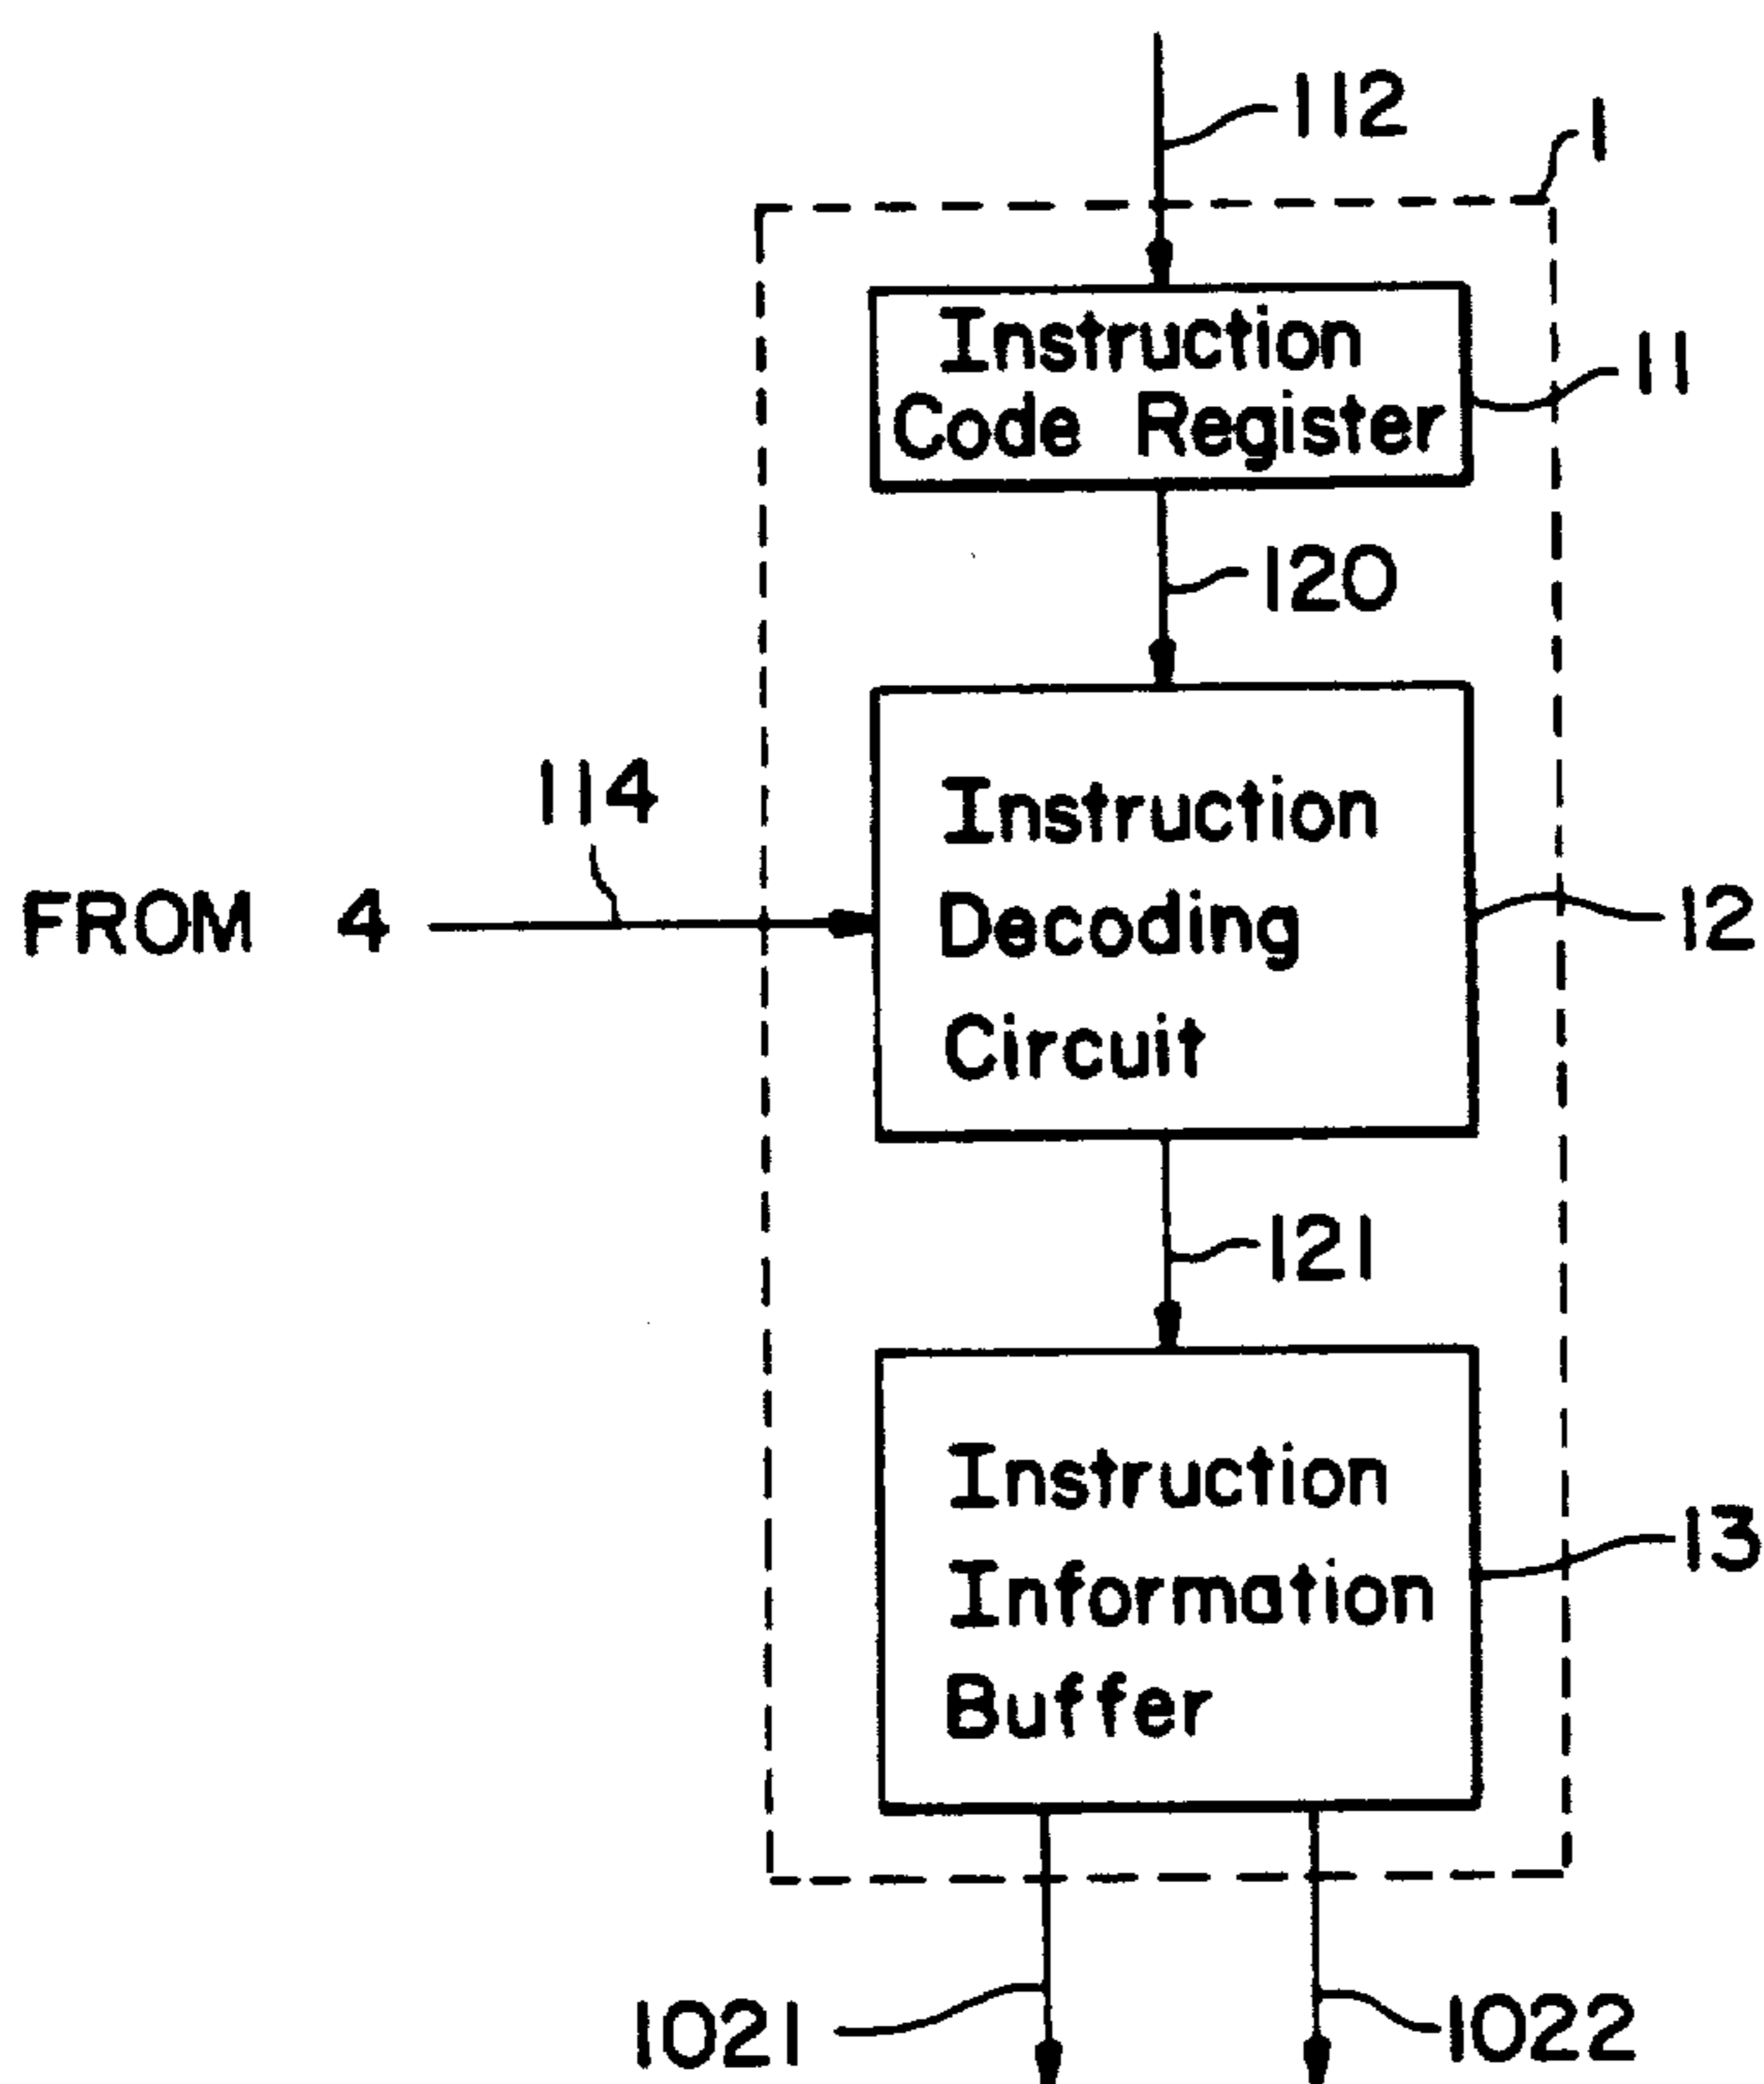 112
1
Instruction
Code Register
11
120
114
FROM 4
Instruction
Decoding
Circuit
12
121
Instruction
Information
Buffer
13
1021
1022